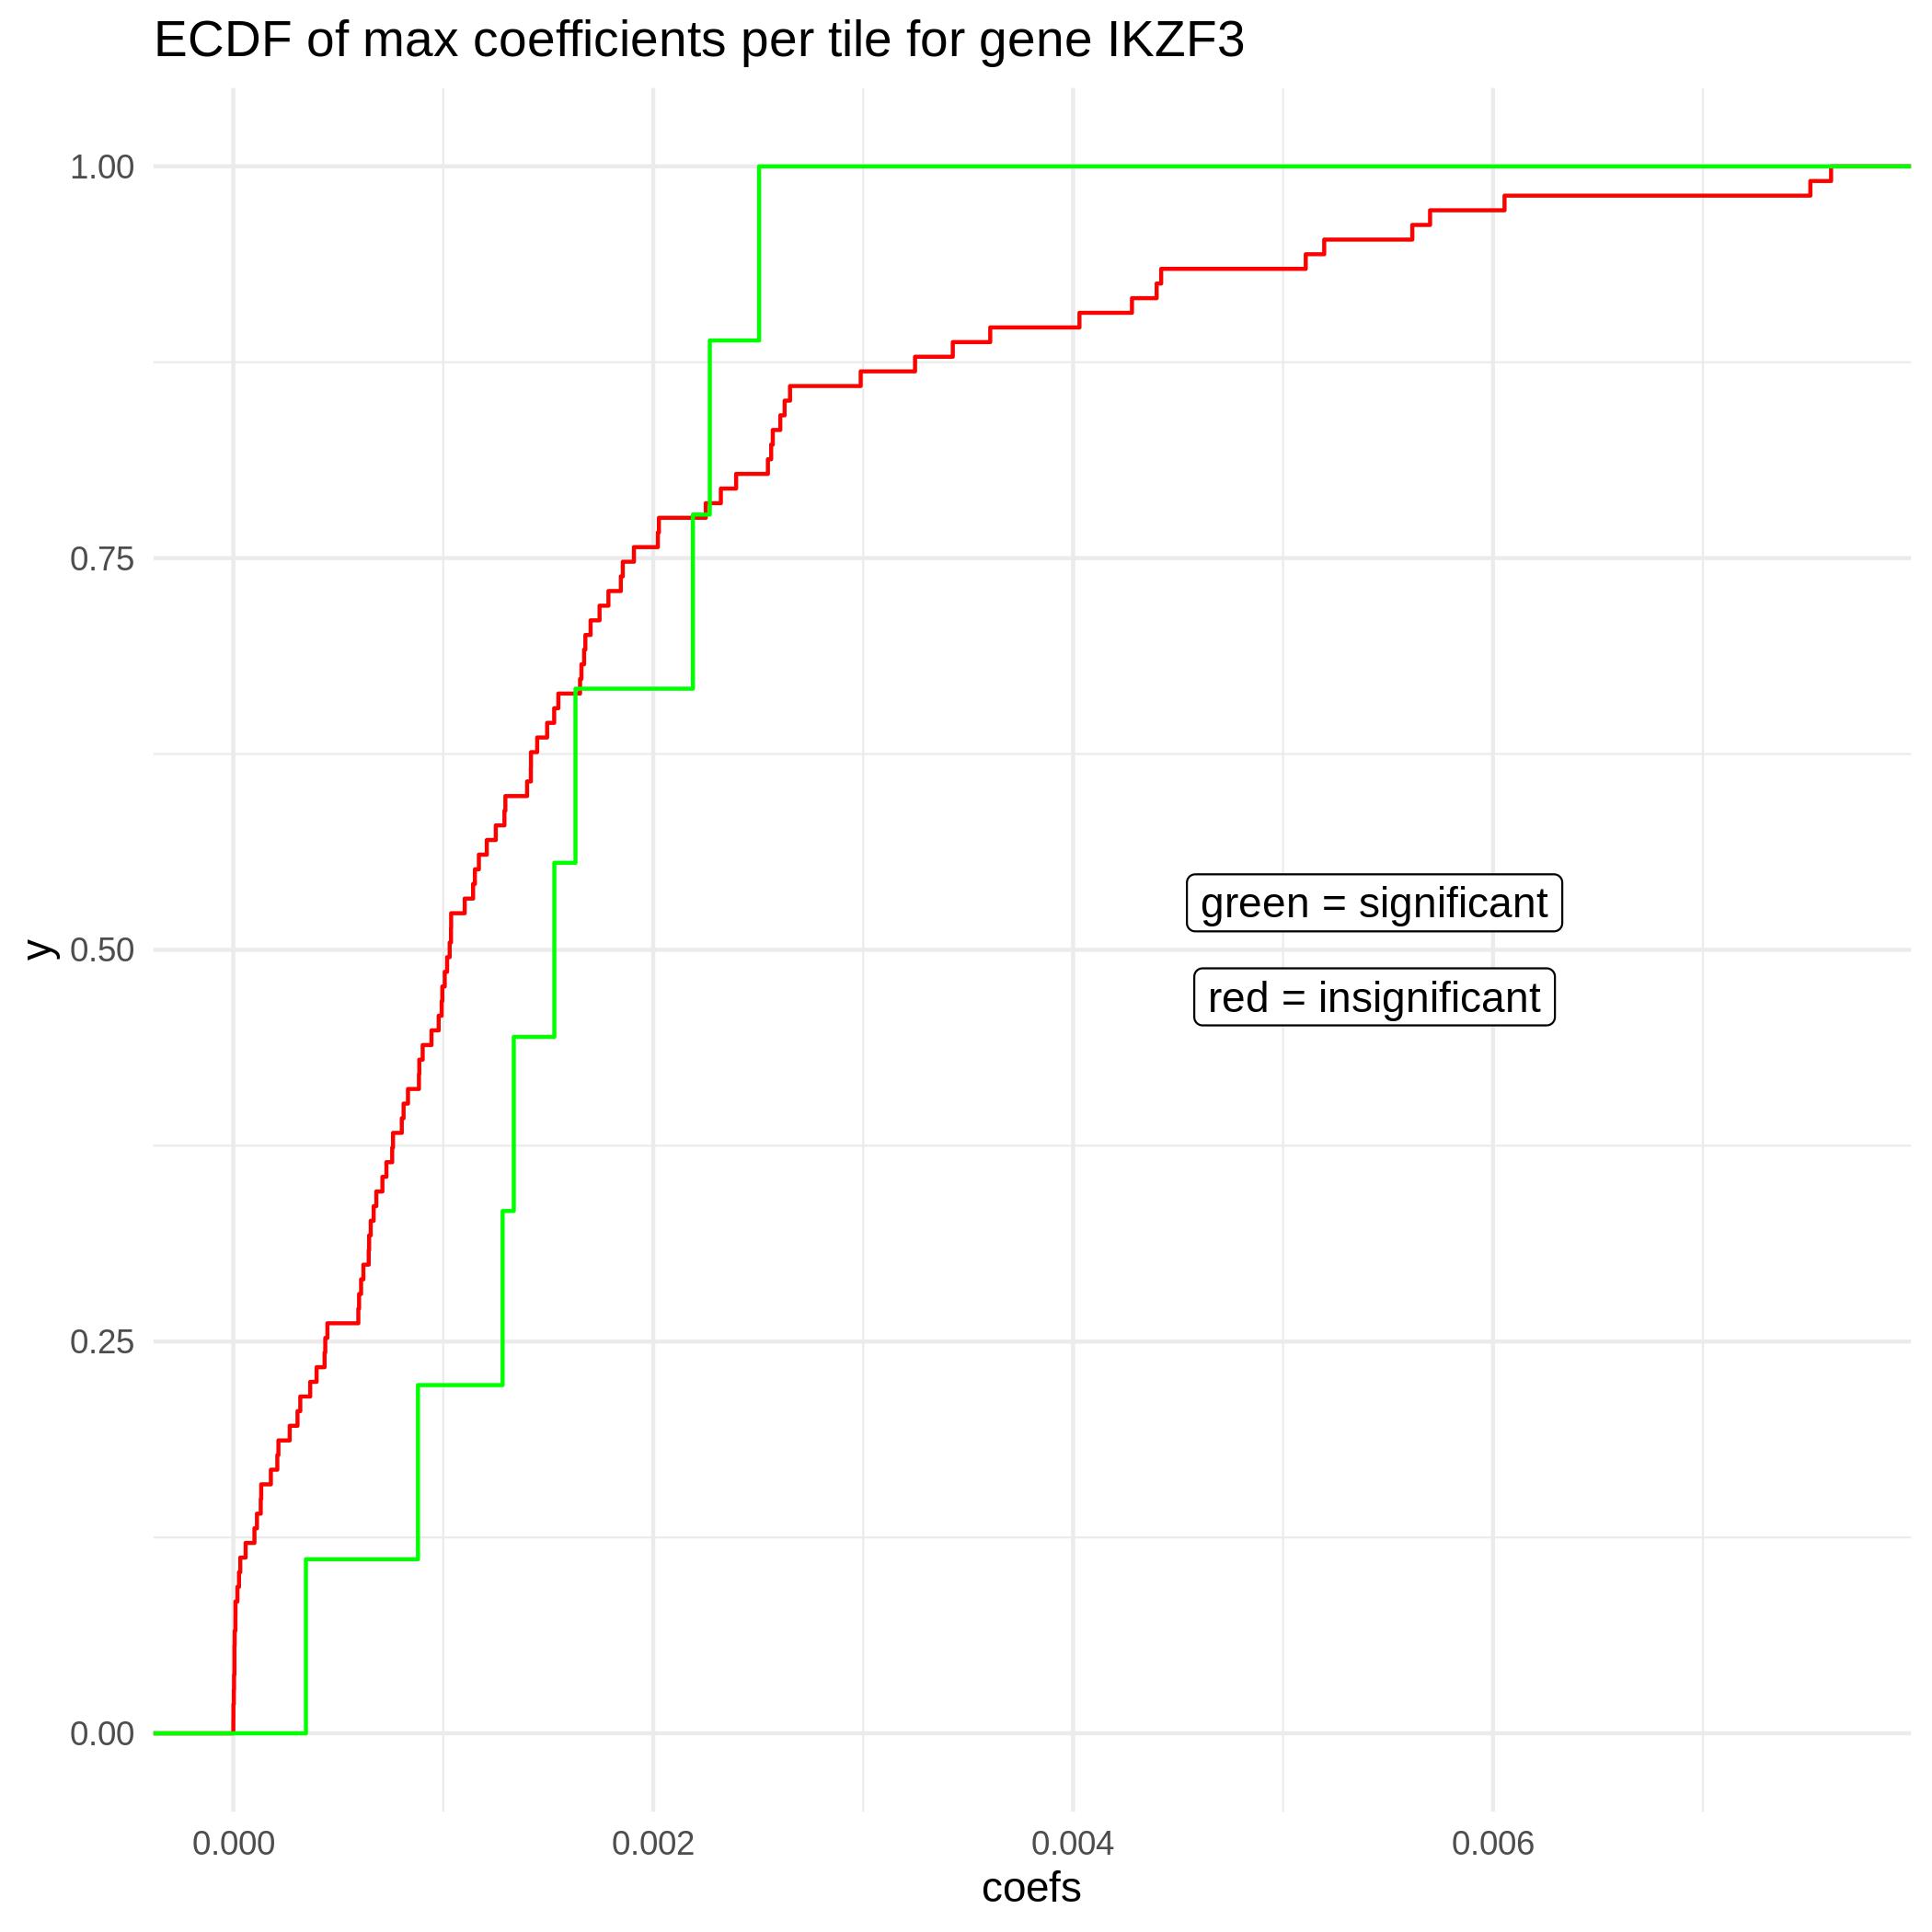 ECDF of max coefficients per tile for gene IKZF3
1.00
0.75
0.50
0.25
0.00
y
green = significant
red = insignificant
0.000
0.002
0.004
0.006
coefs